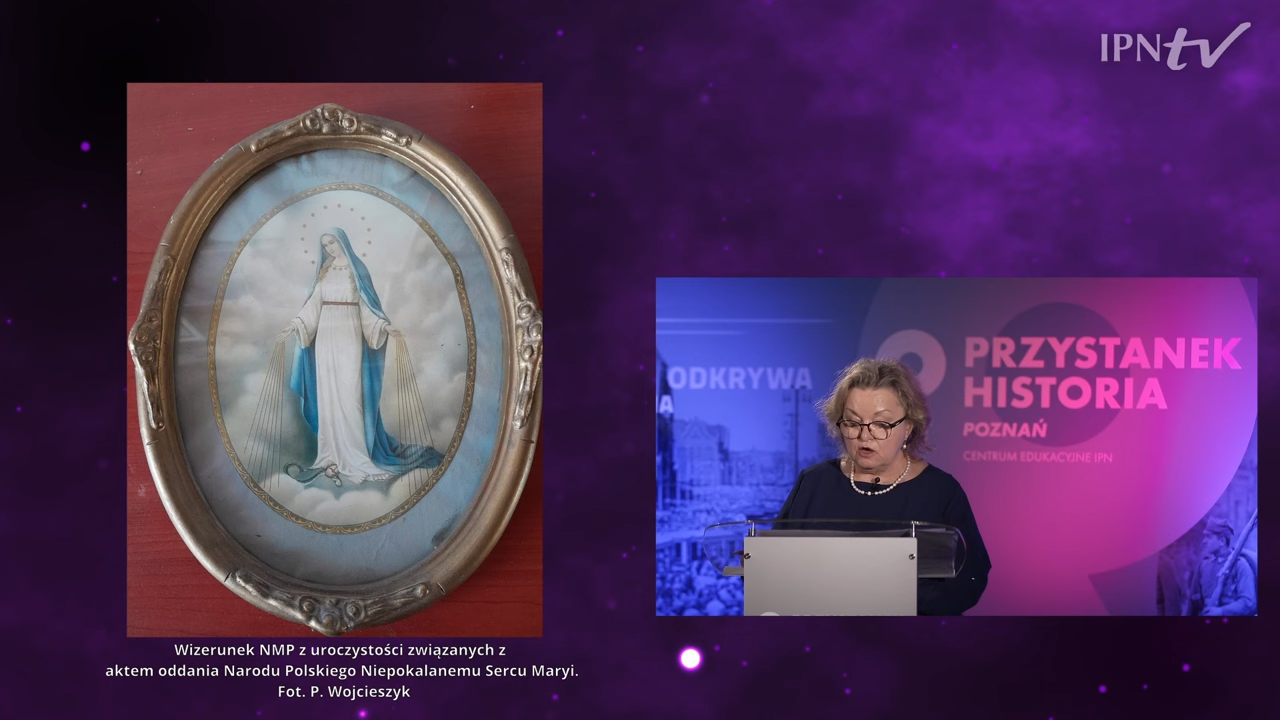 IPNtv
ODKRYWA
A
PRZYSTANEK
HISTORIA
POZNAŃ
CENTRUM EDUKACYJNE IPN
Wizerunek NMP z uroczystości związanych z
aktem oddania Narodu Polskiego Niepokalanemu Sercu Maryi.
Fot. P. Wojcieszyk